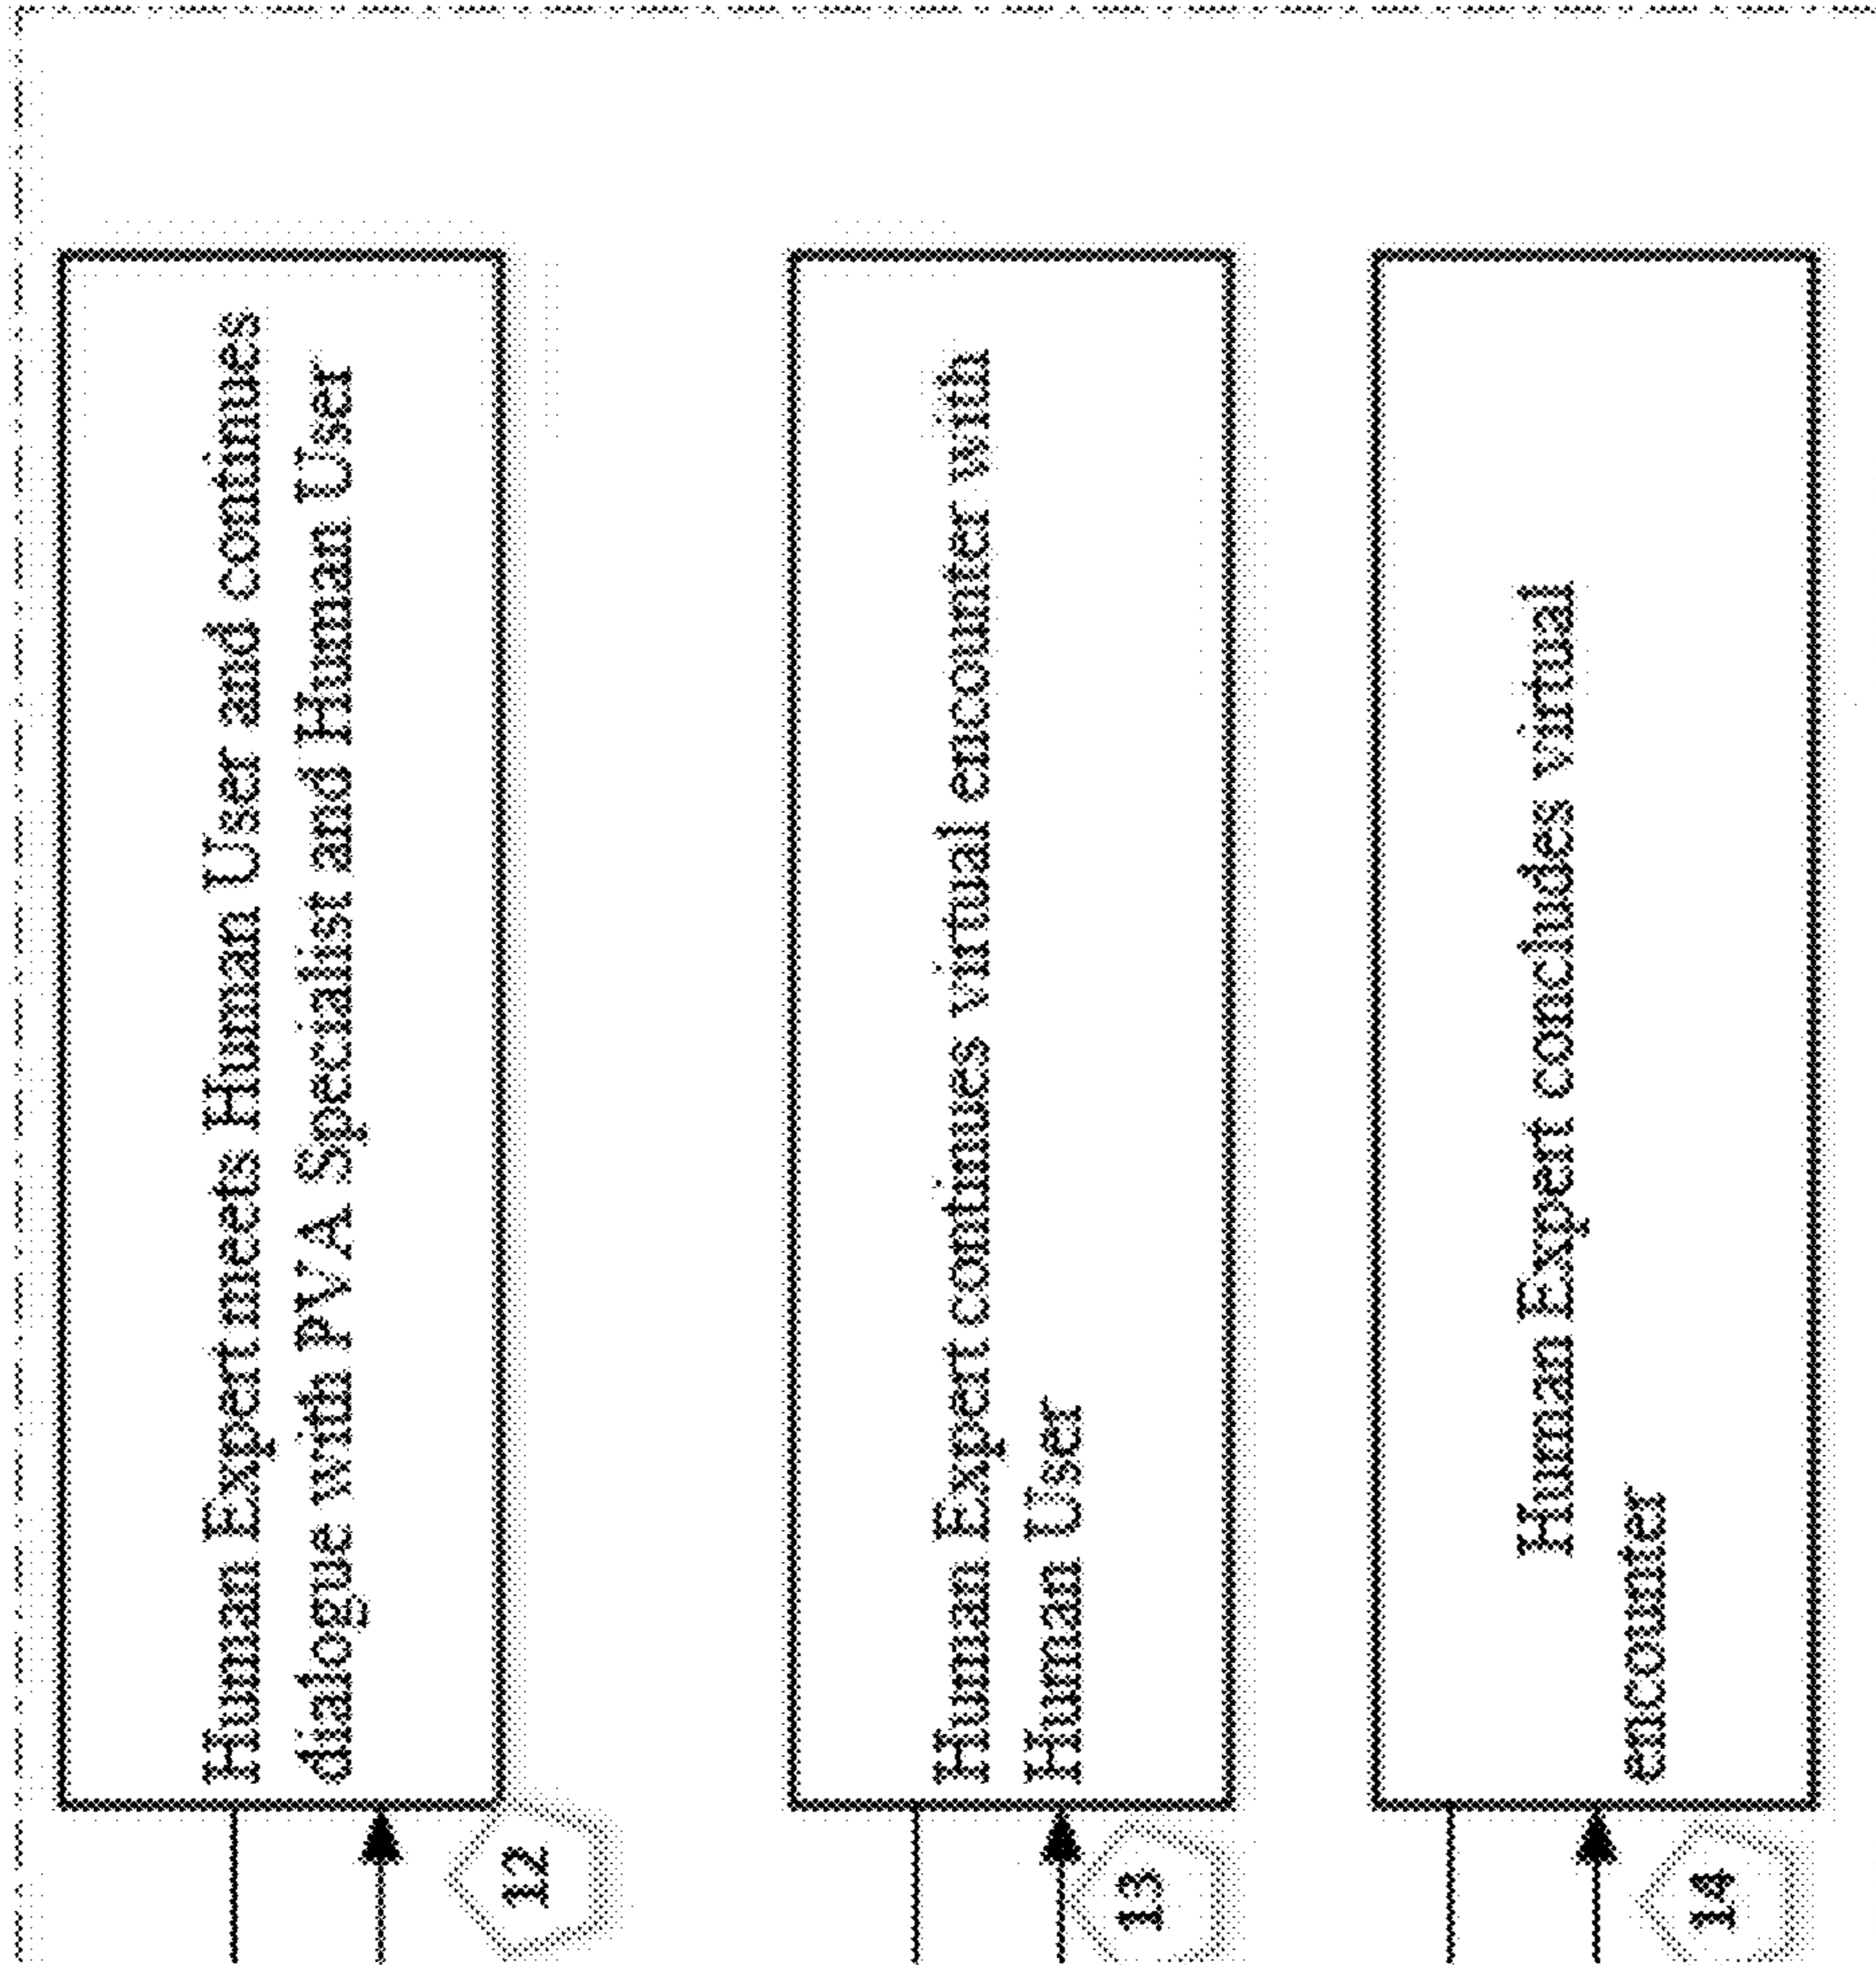 Human Expert meets Human User and continues
dialogue with PVA Specialist and Human User
12
Human Expert continues virtual encounter with
Human User
13
Human Expert concludes virtual
encounter
14